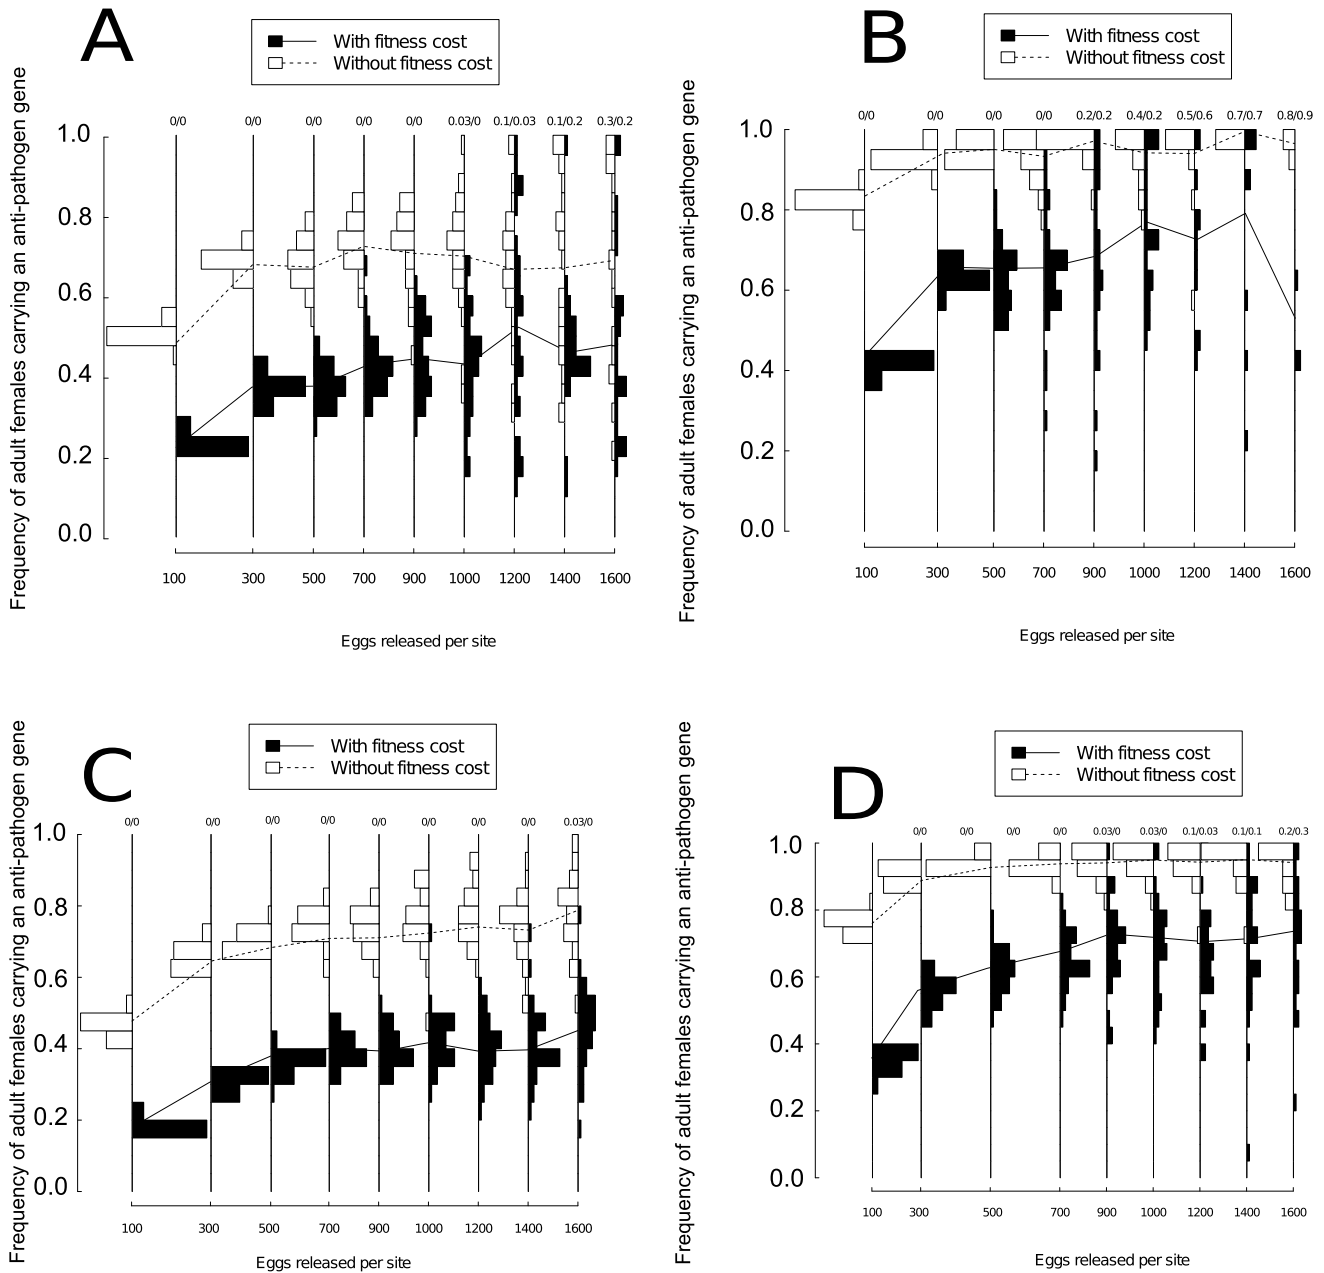 A
With fitness cost
Without fitness cost
Frequency of adult females carrying an anti-pathogen gene
0/0 0/0 0/0 0/0 0/0 0.03/0 0.1/0.03 0.1/0.2 0.3/0.2
1.0
0.8
0.6
0.4
0.2
0.0
100 300 500 700 900 1000 1200 1400 1600
Eggs released per site
B
With fitness cost
Without fitness cost
Frequency of adult females carrying an anti-pathogen gene
0/0 0/0 0/0 0/0 0.2/0.2 0.4/0.2 0.5/0.6 0.7/0.7 0.8/0.9
1.0
0.8
0.6
0.4
0.2
0.0
100 300 500 700 900 1000 1200 1400 1600
Eggs released per site
C
With fitness cost
Without fitness cost
Frequency of adult females carrying an anti-pathogen gene
0/0 0/0 0/0 0/0 0/0 0/0 0/0 0/0 0.03/0
1.0
0.8
0.6
0.4
0.2
0.0
100 300 500 700 900 1000 1200 1400 1600
Eggs released per site
D
With fitness cost
Without fitness cost
Frequency of adult females carrying an anti-pathogen gene
0/0 0/0 0/0 0/0 0.03/0 0.03/0 0.1/0.03 0.1/0.1 0.2/0.3
1.0
0.8
0.6
0.4
0.2
0.0
100 300 500 700 900 1000 1200 1400 1600
Eggs released per site